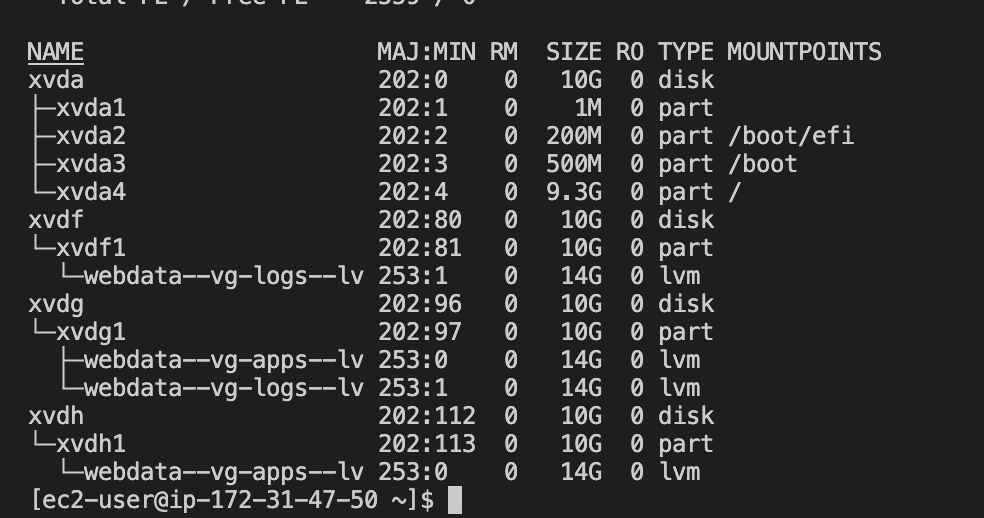 Total PE / Free PE    2559 / 0
NAME                     MAJ:MIN RM  SIZE RO TYPE MOUNTPOINTS
xvda                     202:0    0   10G  0 disk
├─xvda1                  202:1    0    1M  0 part
├─xvda2                  202:2    0  200M  0 part /boot/efi
├─xvda3                  202:3    0  500M  0 part /boot
└─xvda4                  202:4    0  9.3G  0 part /
xvdf                     202:80   0   10G  0 disk
└─xvdf1                  202:81   0   10G  0 part
  └─webdata--vg-logs--lv 253:1    0   14G  0 lvm
xvdg                     202:96   0   10G  0 disk
└─xvdg1                  202:97   0   10G  0 part
  ├─webdata--vg-apps--lv 253:0    0   14G  0 lvm
  └─webdata--vg-logs--lv 253:1    0   14G  0 lvm
xvdh                     202:112  0   10G  0 disk
└─xvdh1                  202:113  0   10G  0 part
  └─webdata--vg-apps--lv 253:0    0   14G  0 lvm
[ec2-user@ip-172-31-47-50 ~]$